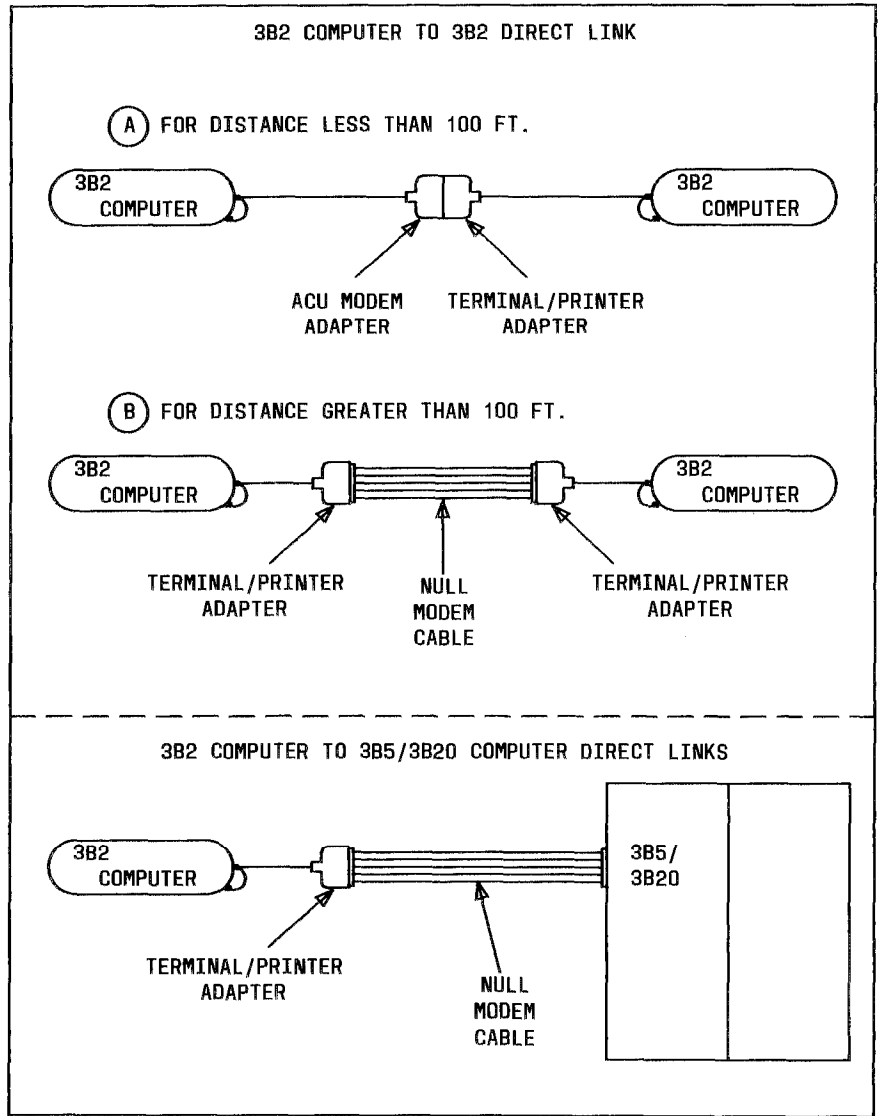 3B2 COMPUTER TO 3B2 DIRECT LINK
A FOR DISTANCE LESS THAN 100 FT.
3B2
COMPUTER
3B2
COMPUTER
ACU MODEM
ADAPTER
TERMINAL/PRINTER
ADAPTER
B FOR DISTANCE GREATER THAN 100 FT.
3B2
COMPUTER
3B2
COMPUTER
TERMINAL/PRINTER
ADAPTER
NULL
MODEM
CABLE
TERMINAL/PRINTER
ADAPTER
3B2 COMPUTER TO 3B5/3B20 COMPUTER DIRECT LINKS
3B2
COMPUTER
3B5/
3B20
TERMINAL/PRINTER
ADAPTER
NULL
MODEM
CABLE